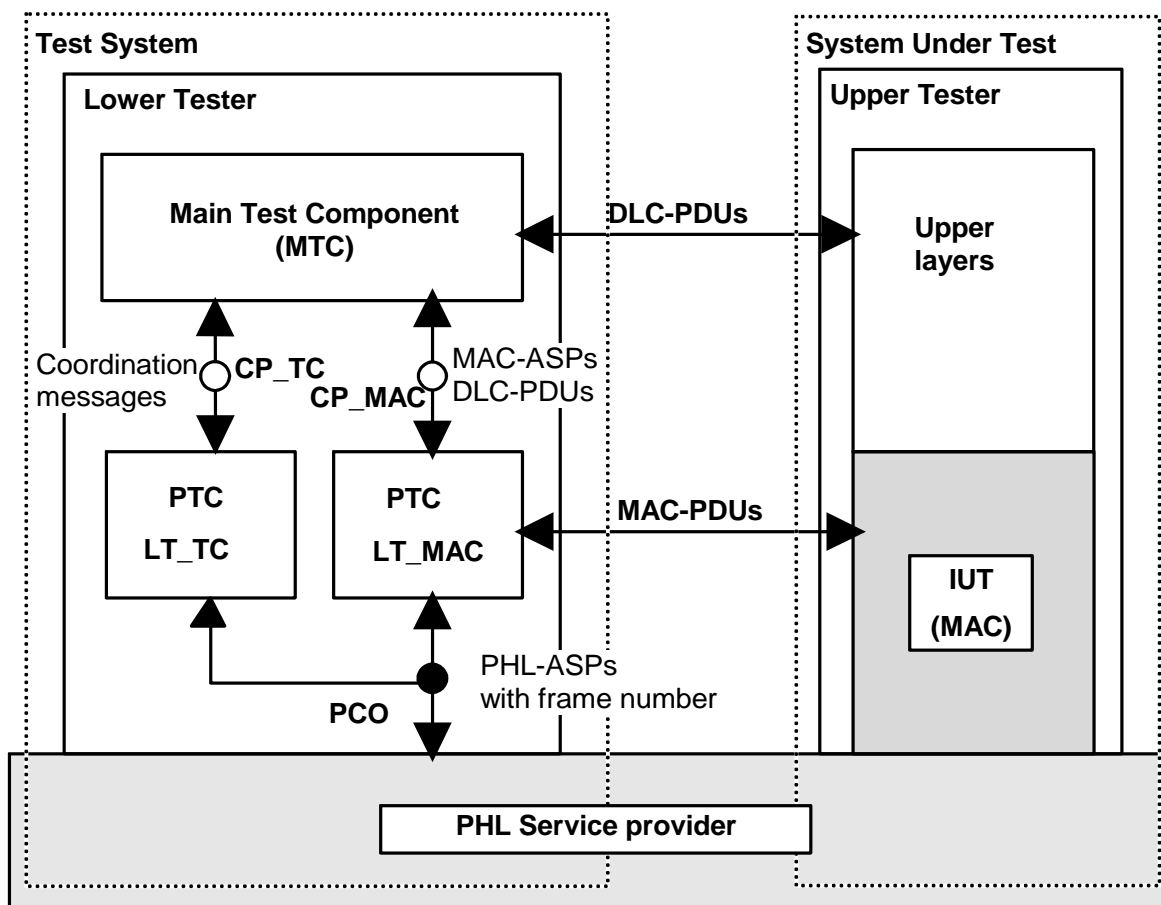 Test System
System Under Test
Lower Tester
Upper Tester
Main Test Component
(MTC)
DLC-PDUs
Upper
layers
Coordination
messages
CP_TC
CP_MAC
MAC-ASPs
DLC-PDUs
PTC
LT_TC
PTC
LT_MAC
MAC-PDUs
IUT
(MAC)
PHL-ASPs
with frame number
PCO
PHL Service provider